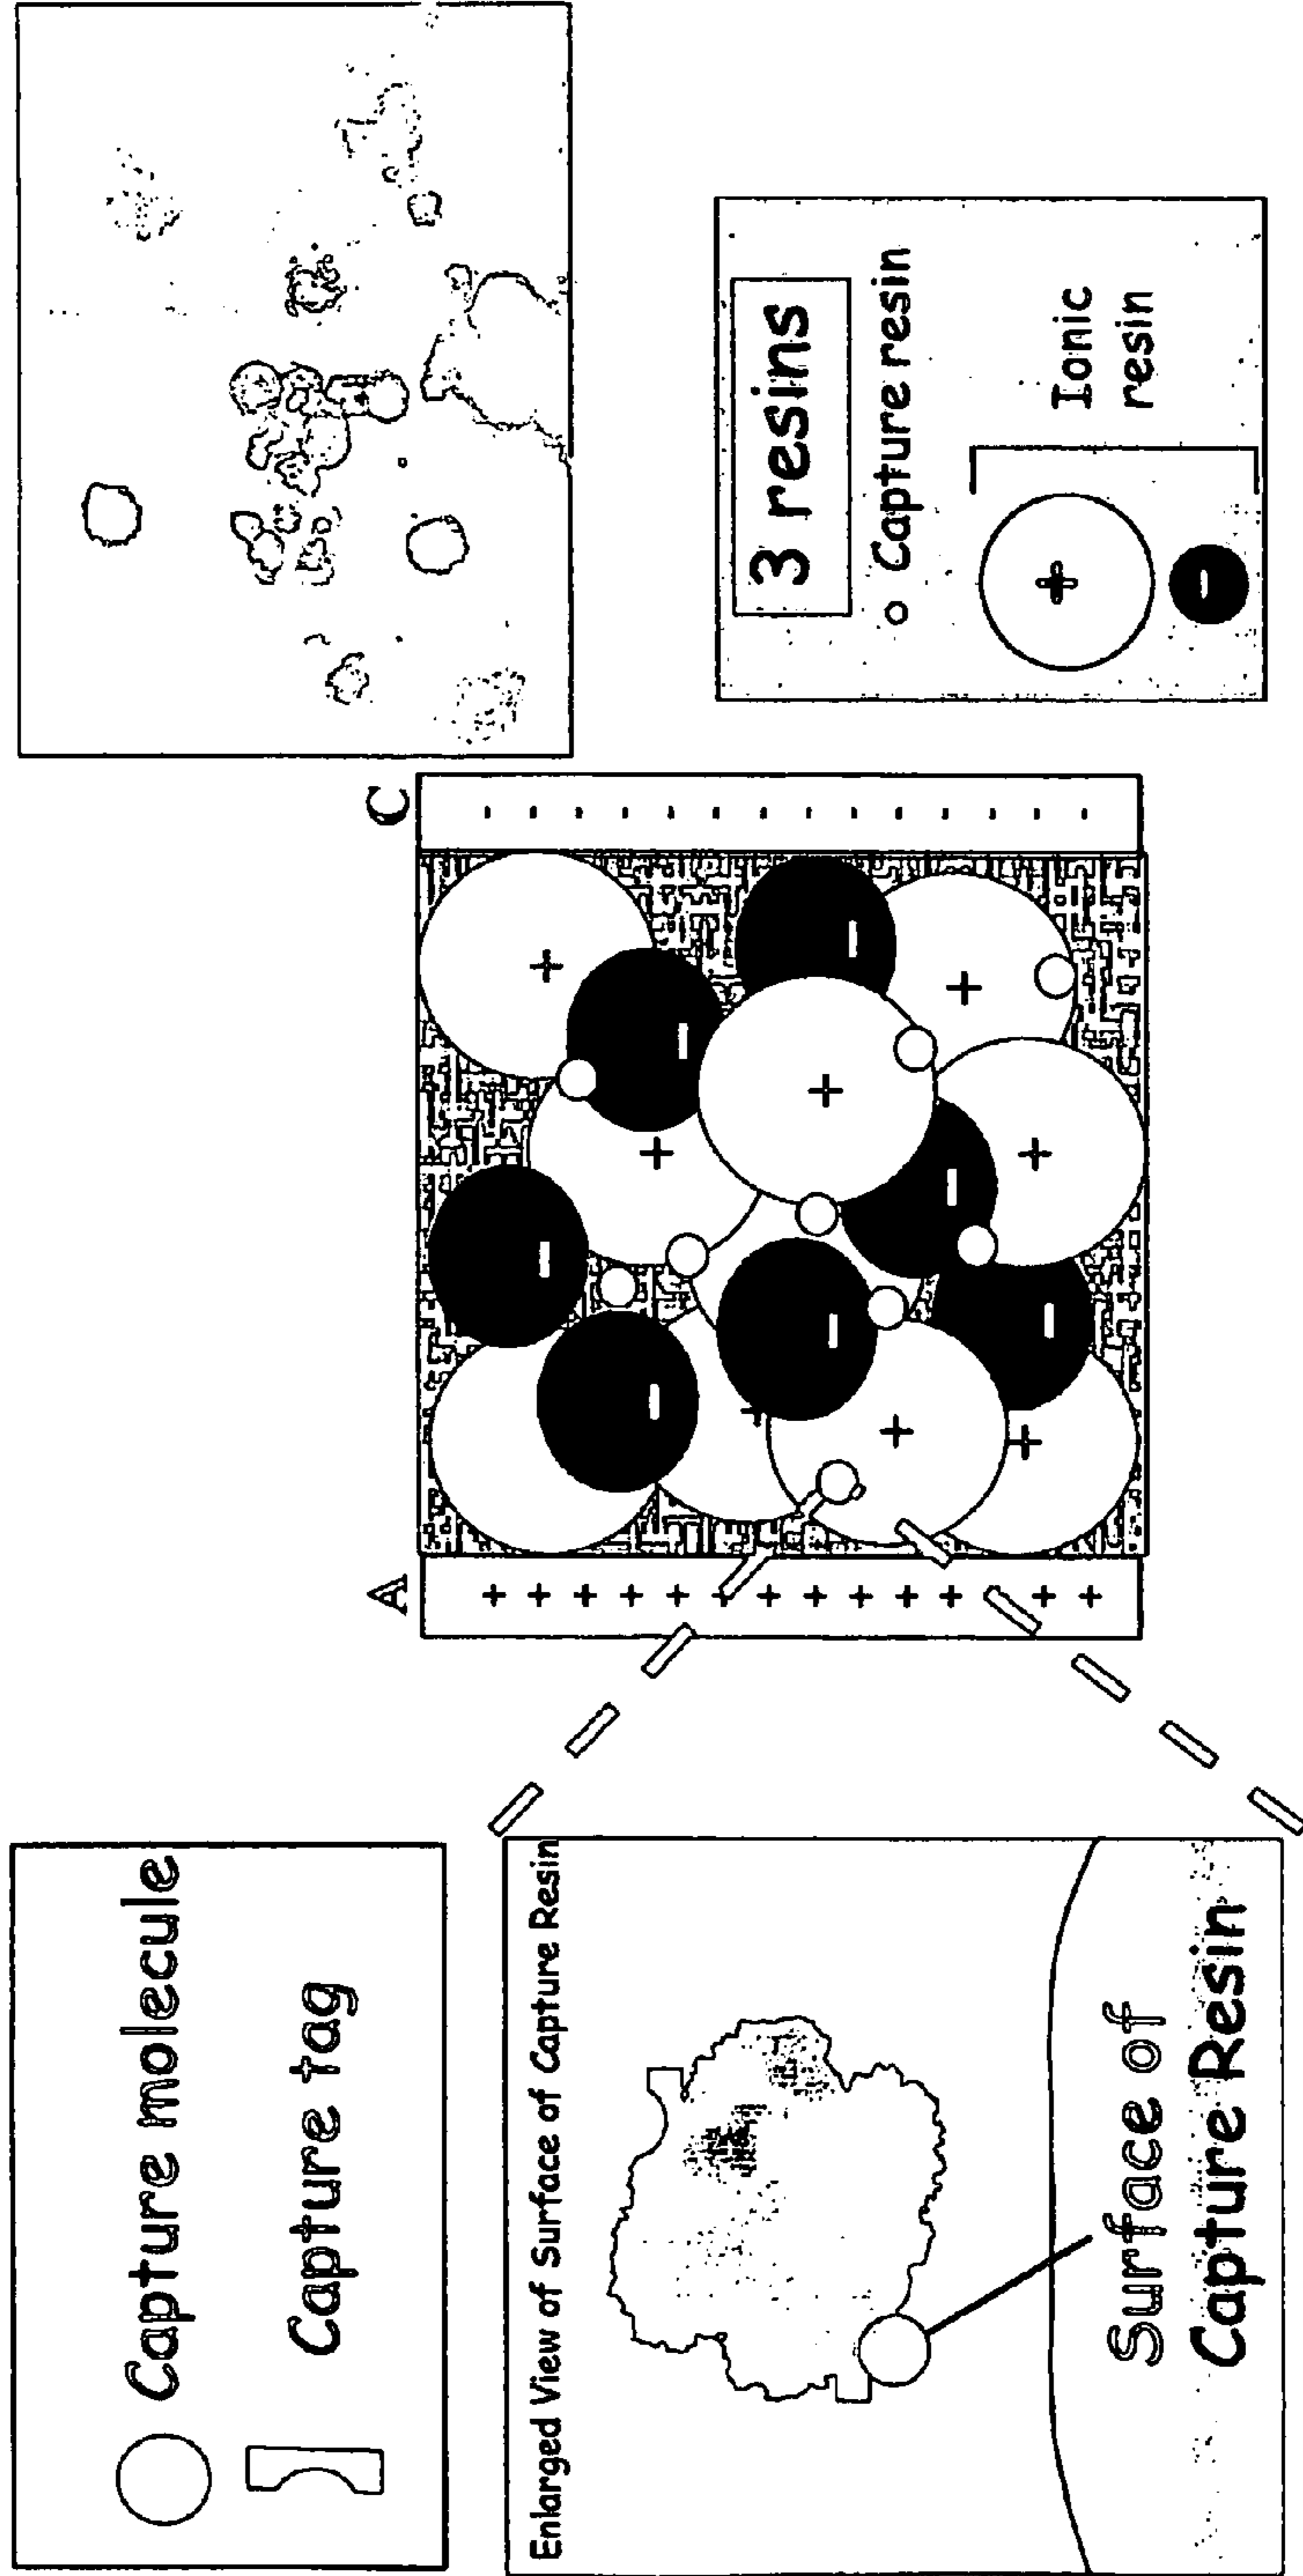 Capture molecule
Capture tag
Enlarged View of Surface of Capture Resin
Surface of
Capture Resin
A
+ + + + + + + + + + + + +
C
- - - - - - - - - - - - - -
+
-
-
+
-
+
+
-
+
-
+
-
+
-
-
+
+
3 resins
Capture resin
+
-
Ionic
resin